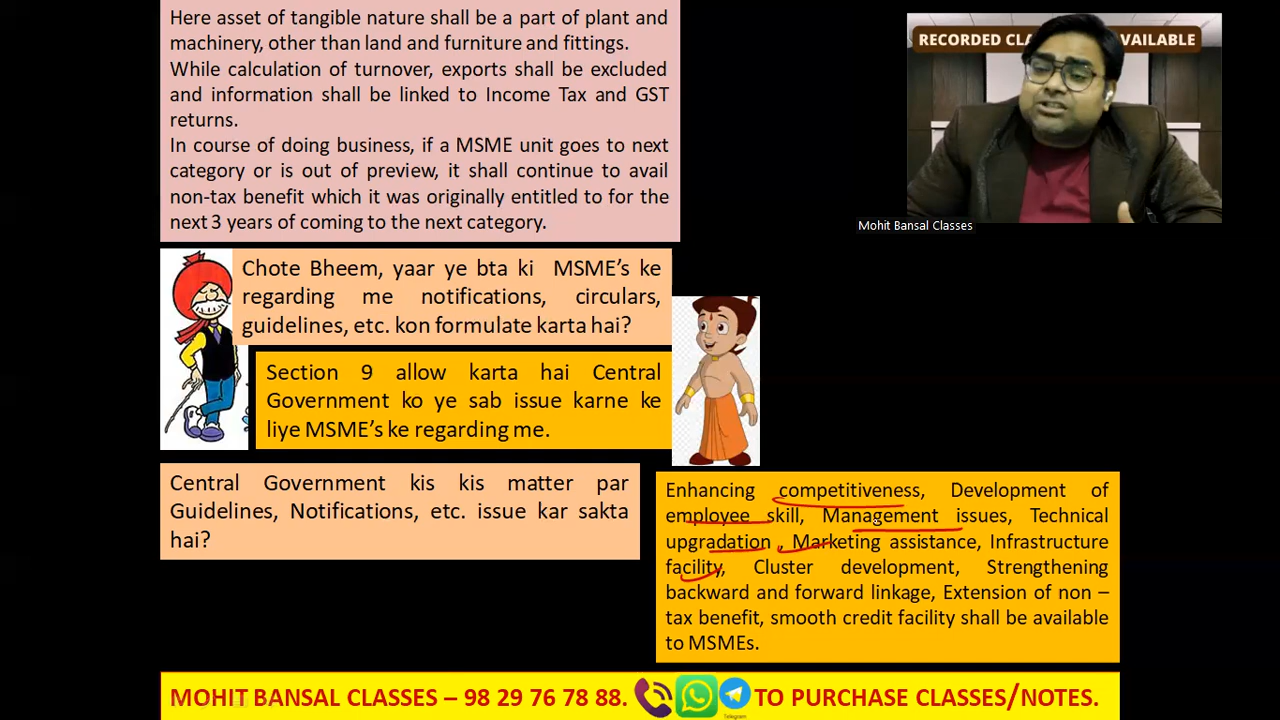 Here asset of tangible nature shall be a part of plant and
machinery, other than land and furniture and fittings.
While calculation of turnover, exports shall be excluded
and information shall be linked to Income Tax and GST
returns.
In course of doing business, if a MSME unit goes to next
category or is out of preview, it shall continue to avail
non-tax benefit which it was originally entitled to for the
next 3 years of coming to the next category.
RECORDED CLA VAILABLE
Mohit Bansal Classes
Chote Bheem, yaar ye bta ki MSME's ke
regarding me notifications, circulars,
guidelines, etc. kon formulate karta hai?
Section 9 allow karta hai Central
Government ko ye sab issue karne ke
liye MSME's ke regarding me.
Central Government kis kis matter par
Guidelines, Notifications, etc. issue kar sakta
hai?
Enhancing competitiveness, Development of
employee skill, Management issues, Technical
upgradation , Marketing assistance, Infrastructure
facility, Cluster development, Strengthening
backward and forward linkage, Extension of non –
tax benefit, smooth credit facility shall be available
to MSMEs.
MOHIT BANSAL CLASSES – 98 29 76 78 88. TO PURCHASE CLASSES/NOTES.
Telegram